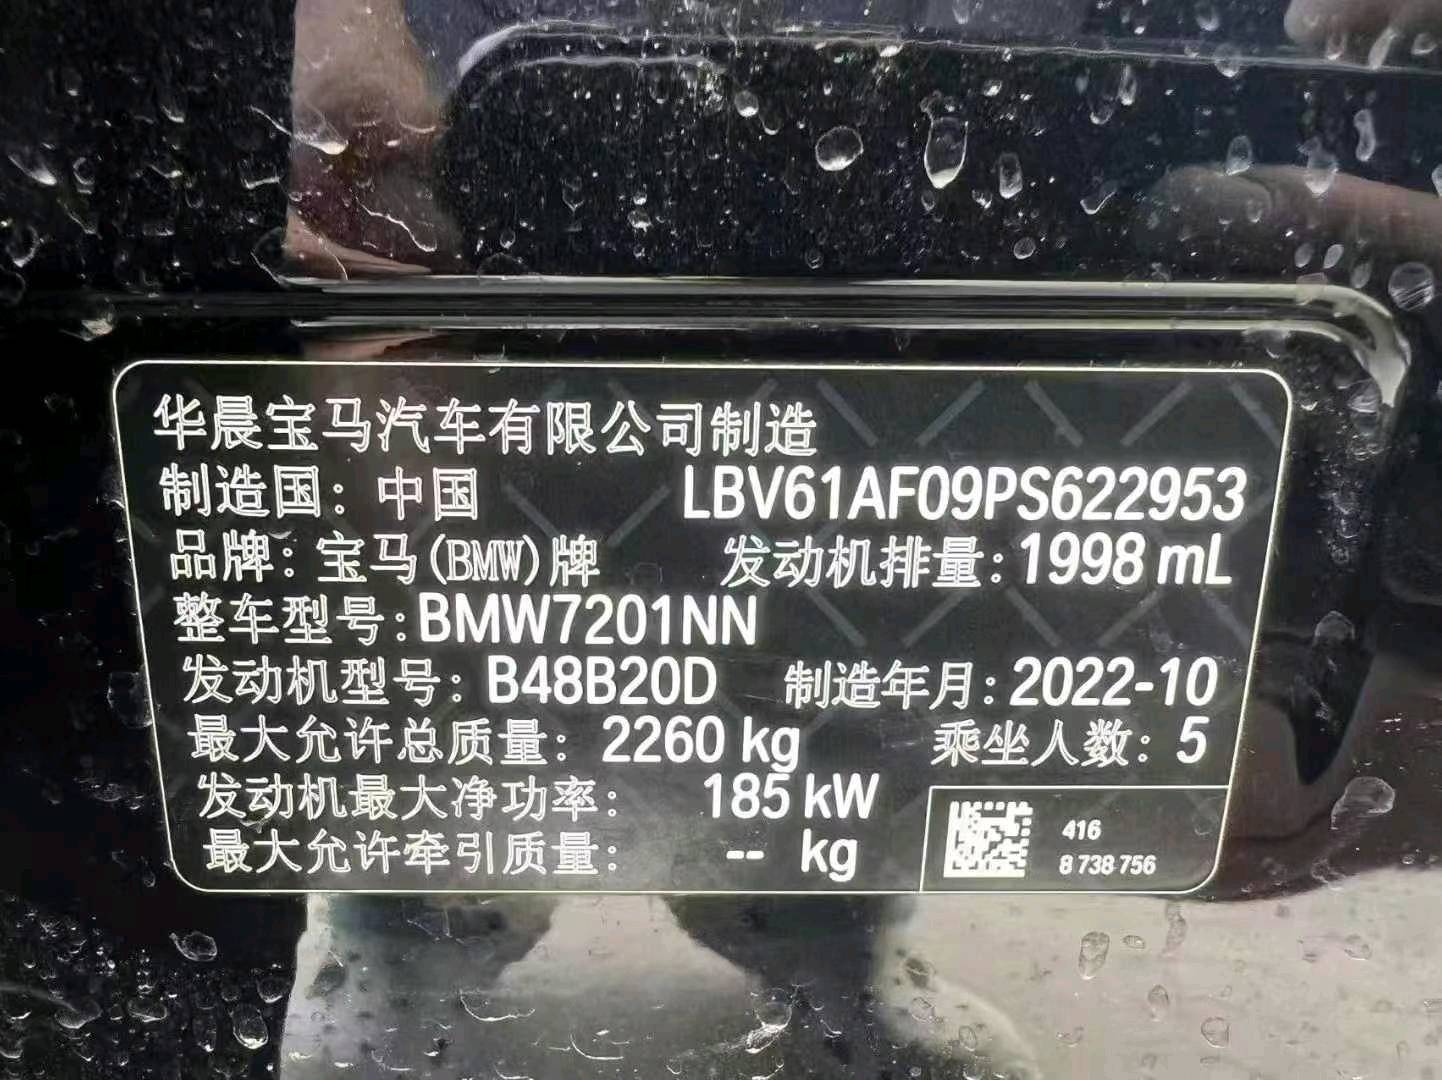 华晨宝马汽车有限公司制造
制造国：中国 LBV61AF09PS622953
品牌：宝马(BMW)牌 发动机排量：1998 mL
整车型号：BMW7201NN
发动机型号：B48B20D 制造年月：2022-10
最大允许总质量：2260 kg 乘坐人数：5
发动机最大净功率：185 kW
最大允许牵引质量：-- kg
416
8 738 756